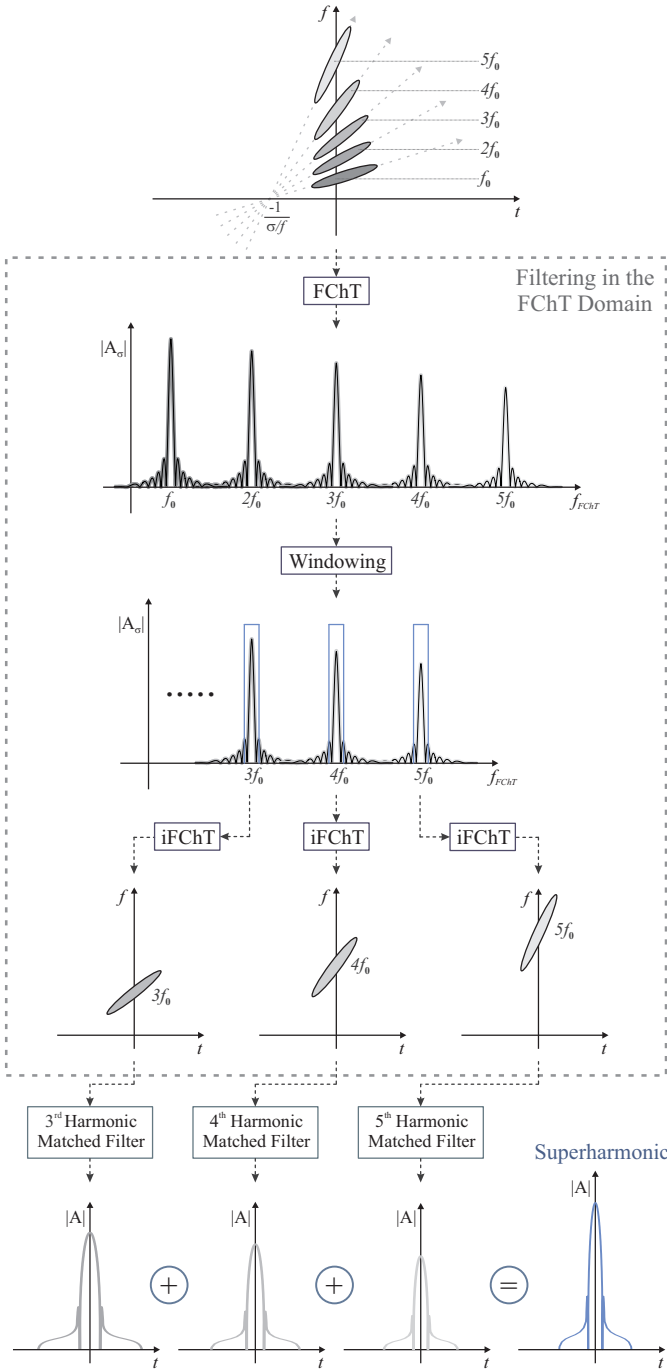 f
5f₀
4f₀
3f₀
2f₀
f₀
t
-1
σ/f
Filtering in the
FChT Domain
FChT
|Aσ|
f₀ 2f₀ 3f₀ 4f₀ 5f₀ f_FChT
Windowing
|Aσ|
.....
3f₀ 4f₀ 5f₀ f_FChT
iFChT iFChT iFChT
f f f
3f₀ 4f₀ 5f₀
t t t
3rd Harmonic
Matched Filter
4th Harmonic
Matched Filter
5th Harmonic
Matched Filter
Superharmonic
|A| |A| |A| |A|
+ + =
t t t t